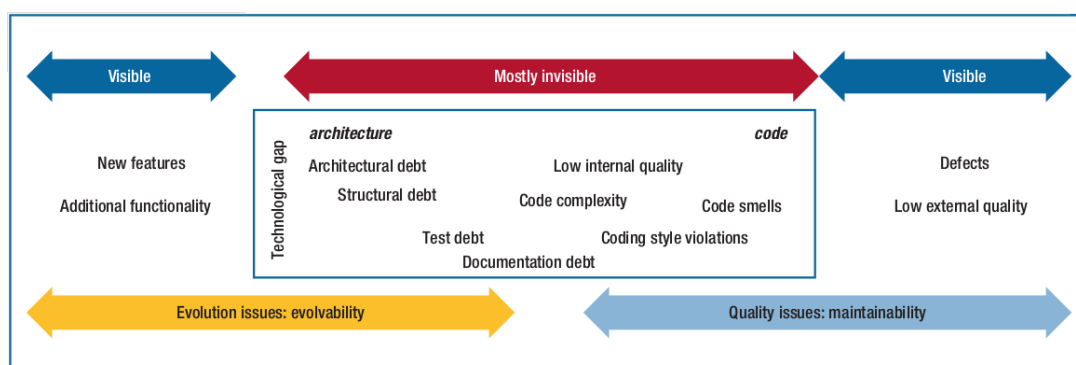 Visible
Mostly invisible
Visible
New features
Additional functionality
Technological gap
architecture
code
Architectural debt
Low internal quality
Structural debt
Code complexity
Code smells
Test debt
Coding style violations
Documentation debt
Defects
Low external quality
Evolution issues: evolvability
Quality issues: maintainability